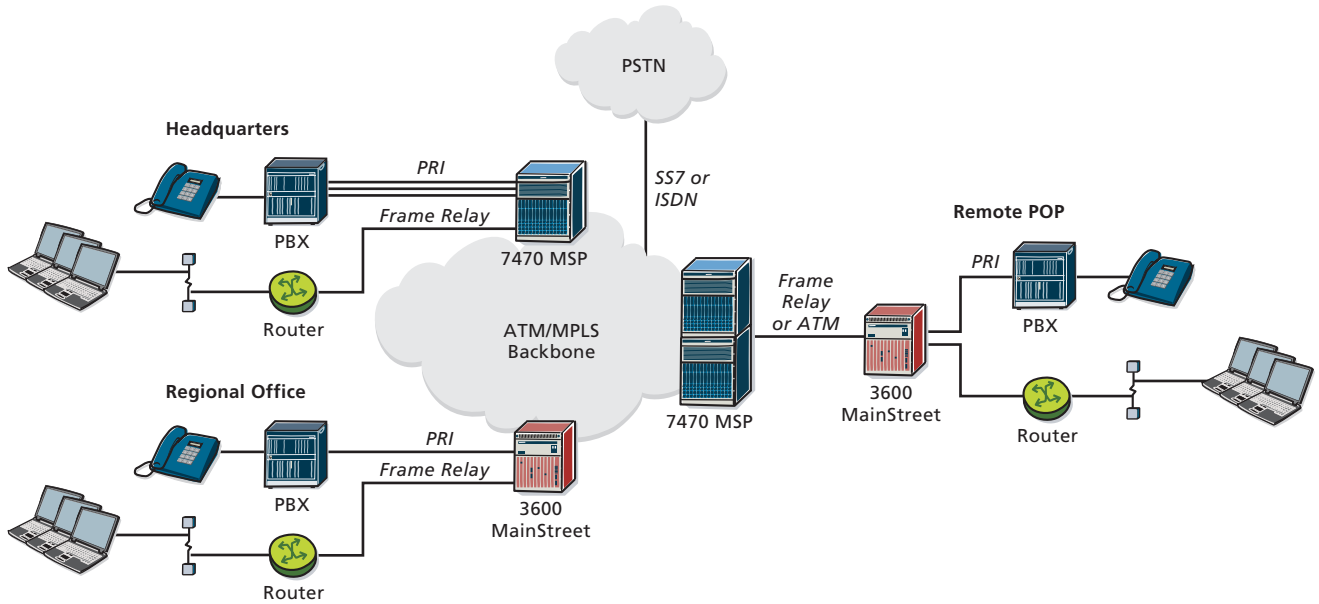 PSTN
Headquarters
PRI
SS7 or
ISDN
Frame Relay
PBX
7470 MSP
Router
Remote POP
PRI
Frame
Relay
or ATM
PBX
ATM/MPLS
Backbone
Regional Office
7470 MSP
3600
MainStreet
Router
PRI
Frame Relay
PBX
3600
MainStreet
Router